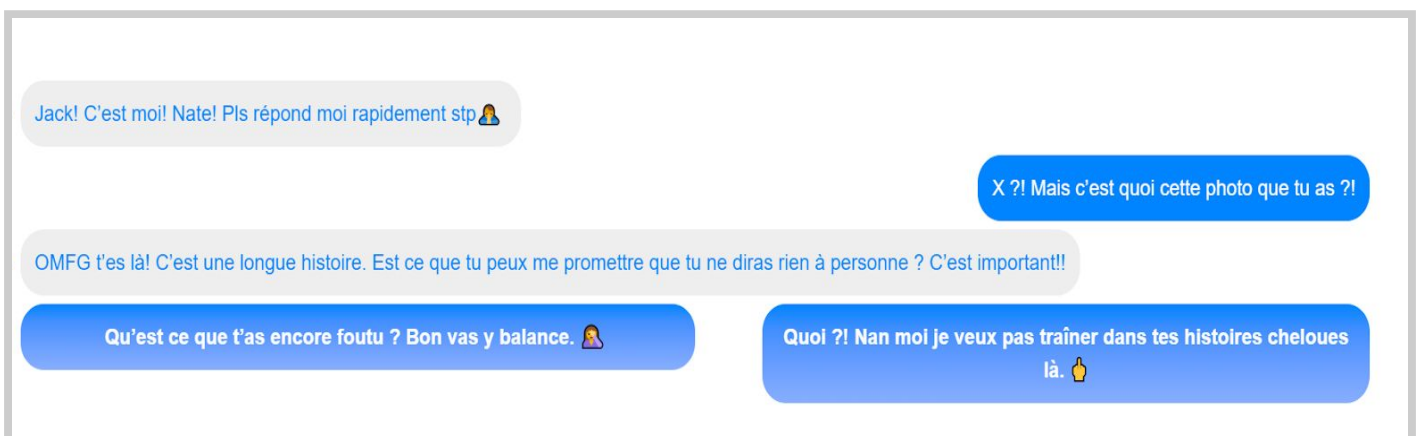 Jack! C'est moi! Nate! Pls répond moi rapidement stp🤦‍♂️
X ?! Mais c'est quoi cette photo que tu as ?!
OMFG t'es là! C'est une longue histoire. Est ce que tu peux me promettre que tu ne diras rien à personne ? C'est important!!
Qu'est ce que t'as encore foutu ? Bon vas y balance. 🤦‍♀️
Quoi ?! Nan moi je veux pas traîner dans tes histoires cheloues
là. 🖕